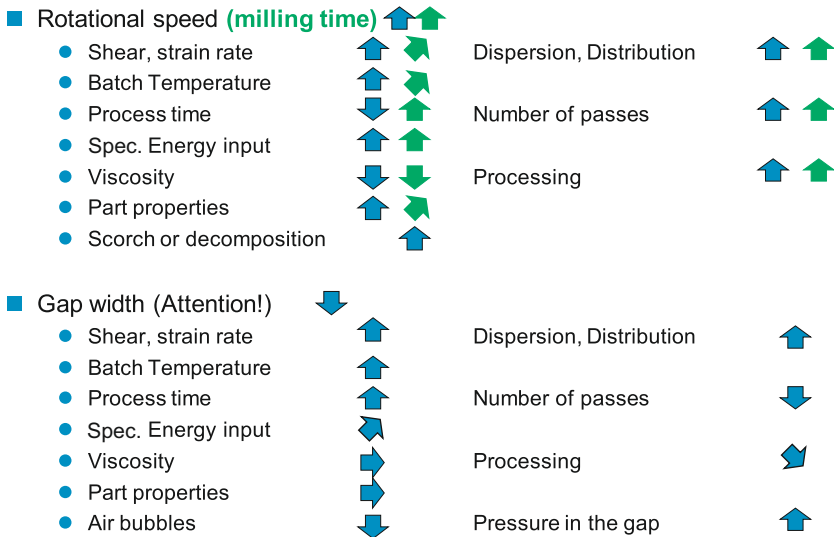 Rotational speed (milling time)
Shear, strain rate
Dispersion, Distribution
Batch Temperature
Process time
Number of passes
Spec. Energy input
Viscosity
Processing
Part properties
Scorch or decomposition
Gap width (Attention!)
Shear, strain rate
Dispersion, Distribution
Batch Temperature
Process time
Number of passes
Spec. Energy input
Viscosity
Processing
Part properties
Air bubbles
Pressure in the gap